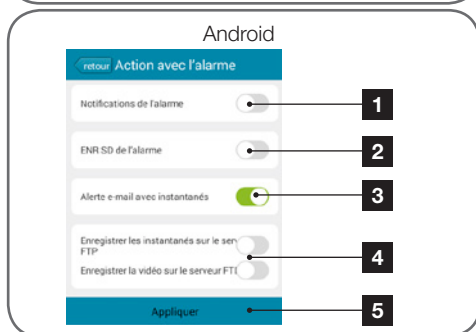 Android
retour Action avec l'alarme
Notifications de l'alarme
1
ENR SD de l'alarme
2
Alerte e-mail avec instantanés
3
Enregistrer les instantanés sur le ser
FTP
4
Enregistrer la vidéo sur le serveur FT
Appliquer
5